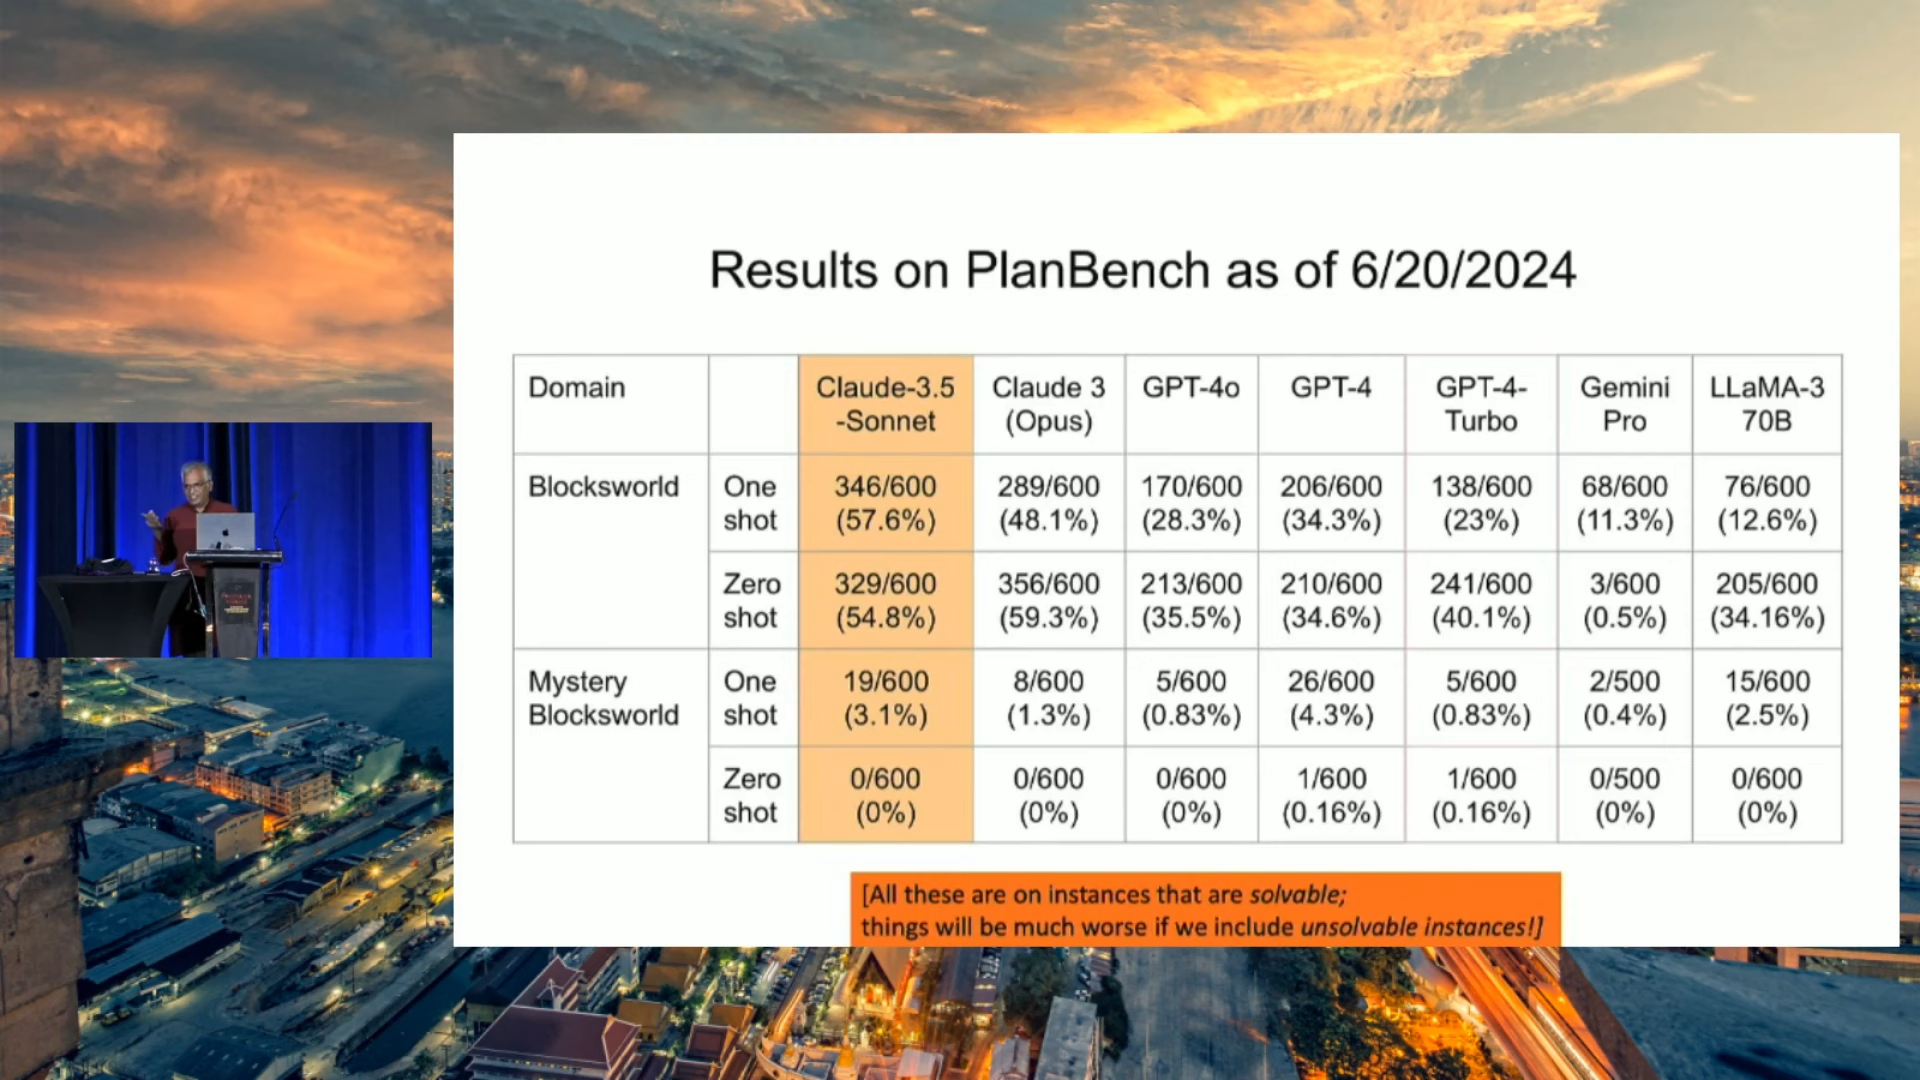 Results on PlanBench as of 6/20/2024
Domain
Claude-3.5
-Sonnet
Claude 3
(Opus)
GPT-4o
GPT-4
GPT-4-
Turbo
Gemini
Pro
LLaMA-3
70B
Blocksworld
One
shot
346/600
(57.6%)
289/600
(48.1%)
170/600
(28.3%)
206/600
(34.3%)
138/600
(23%)
68/600
(11.3%)
76/600
(12.6%)
Zero
shot
329/600
(54.8%)
356/600
(59.3%)
213/600
(35.5%)
210/600
(34.6%)
241/600
(40.1%)
3/600
(0.5%)
205/600
(34.16%)
Mystery
Blocksworld
One
shot
19/600
(3.1%)
8/600
(1.3%)
5/600
(0.83%)
26/600
(4.3%)
5/600
(0.83%)
2/500
(0.4%)
15/600
(2.5%)
Zero
shot
0/600
(0%)
0/600
(0%)
0/600
(0%)
1/600
(0.16%)
1/600
(0.16%)
0/500
(0%)
0/600
(0%)
[All these are on instances that are solvable;
things will be much worse if we include unsolvable instances!]